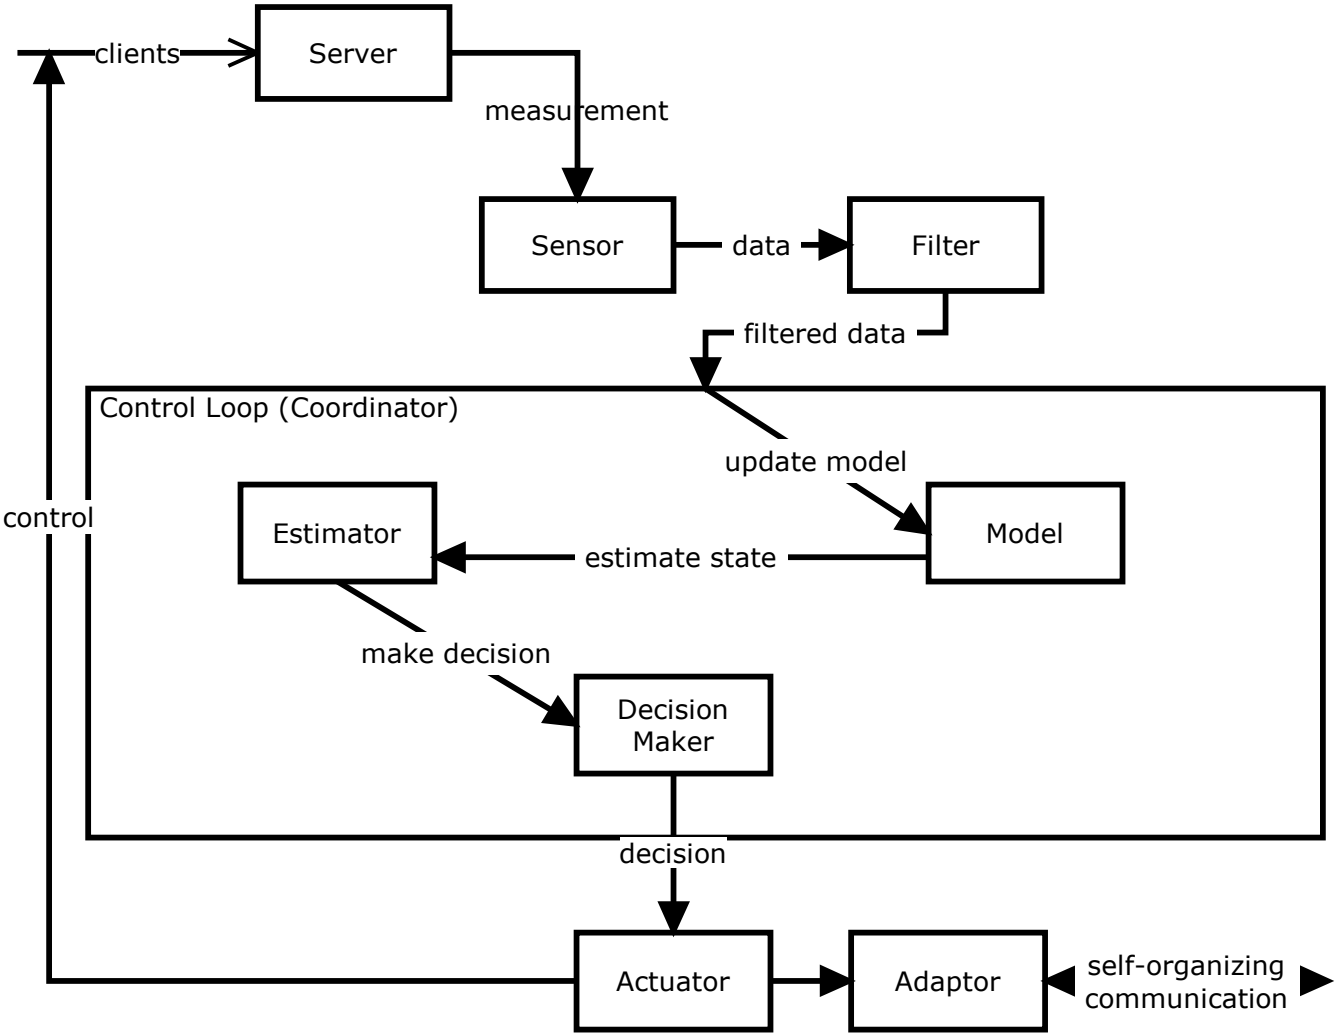 clients
Server
measurement
Sensor
data
Filter
filtered data
Control Loop (Coordinator)
update model
control
Estimator
estimate state
Model
make decision
Decision
Maker
decision
Actuator
Adaptor
self-organizing
communication